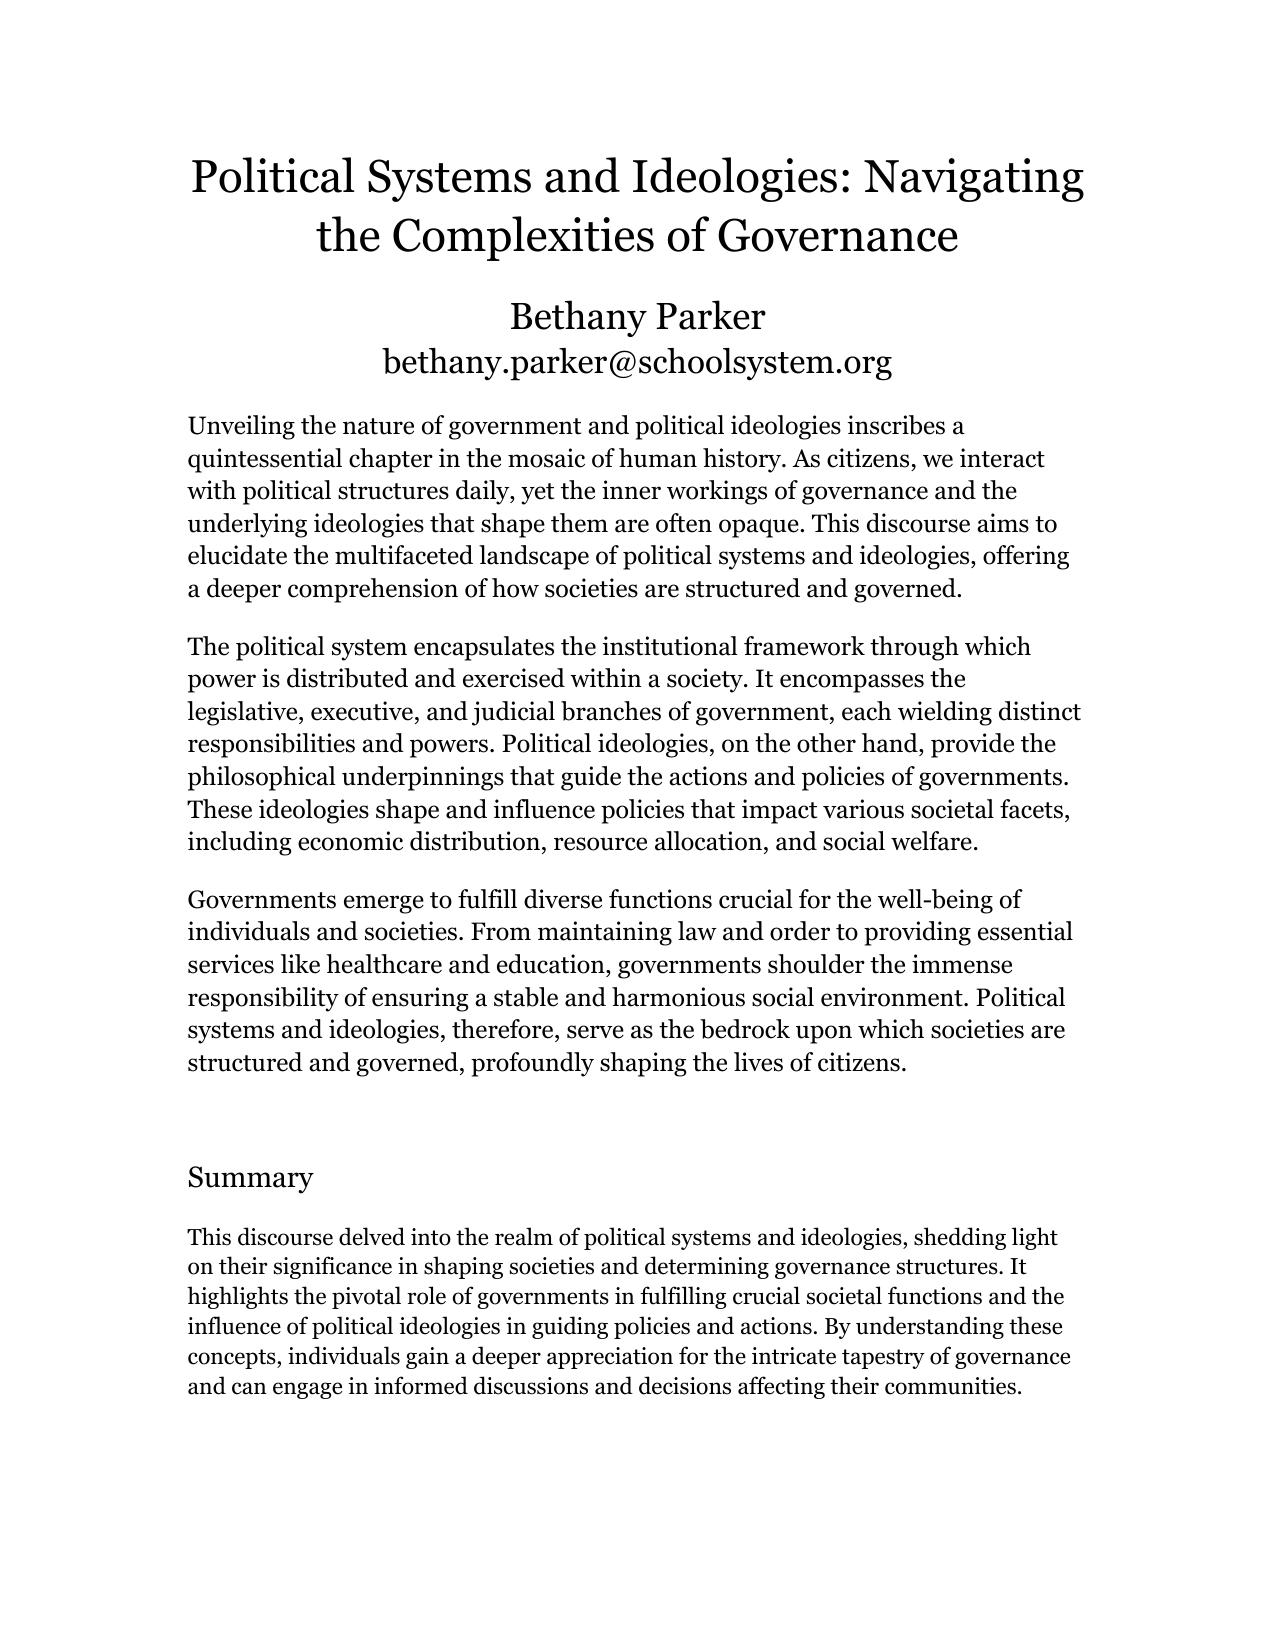 Political Systems and Ideologies: Navigating
the Complexities of Governance
Bethany Parker
bethany.parker@schoolsystem.org
Unveiling the nature of government and political ideologies inscribes a
quintessential chapter in the mosaic of human history. As citizens, we interact
with political structures daily, yet the inner workings of governance and the
underlying ideologies that shape them are often opaque. This discourse aims to
elucidate the multifaceted landscape of political systems and ideologies, offering
a deeper comprehension of how societies are structured and governed.
The political system encapsulates the institutional framework through which
power is distributed and exercised within a society. It encompasses the
legislative, executive, and judicial branches of government, each wielding distinct
responsibilities and powers. Political ideologies, on the other hand, provide the
philosophical underpinnings that guide the actions and policies of governments.
These ideologies shape and influence policies that impact various societal facets,
including economic distribution, resource allocation, and social welfare.
Governments emerge to fulfill diverse functions crucial for the well-being of
individuals and societies. From maintaining law and order to providing essential
services like healthcare and education, governments shoulder the immense
responsibility of ensuring a stable and harmonious social environment. Political
systems and ideologies, therefore, serve as the bedrock upon which societies are
structured and governed, profoundly shaping the lives of citizens.
Summary
This discourse delved into the realm of political systems and ideologies, shedding light
on their significance in shaping societies and determining governance structures. It
highlights the pivotal role of governments in fulfilling crucial societal functions and the
influence of political ideologies in guiding policies and actions. By understanding these
concepts, individuals gain a deeper appreciation for the intricate tapestry of governance
and can engage in informed discussions and decisions affecting their communities.